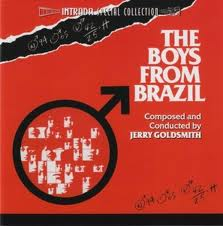 INTRADA SPECIAL COLLECTION
THE
BOYS
FROM
BRAZIL
Composed and
Conducted by
JERRY GOLDSMITH